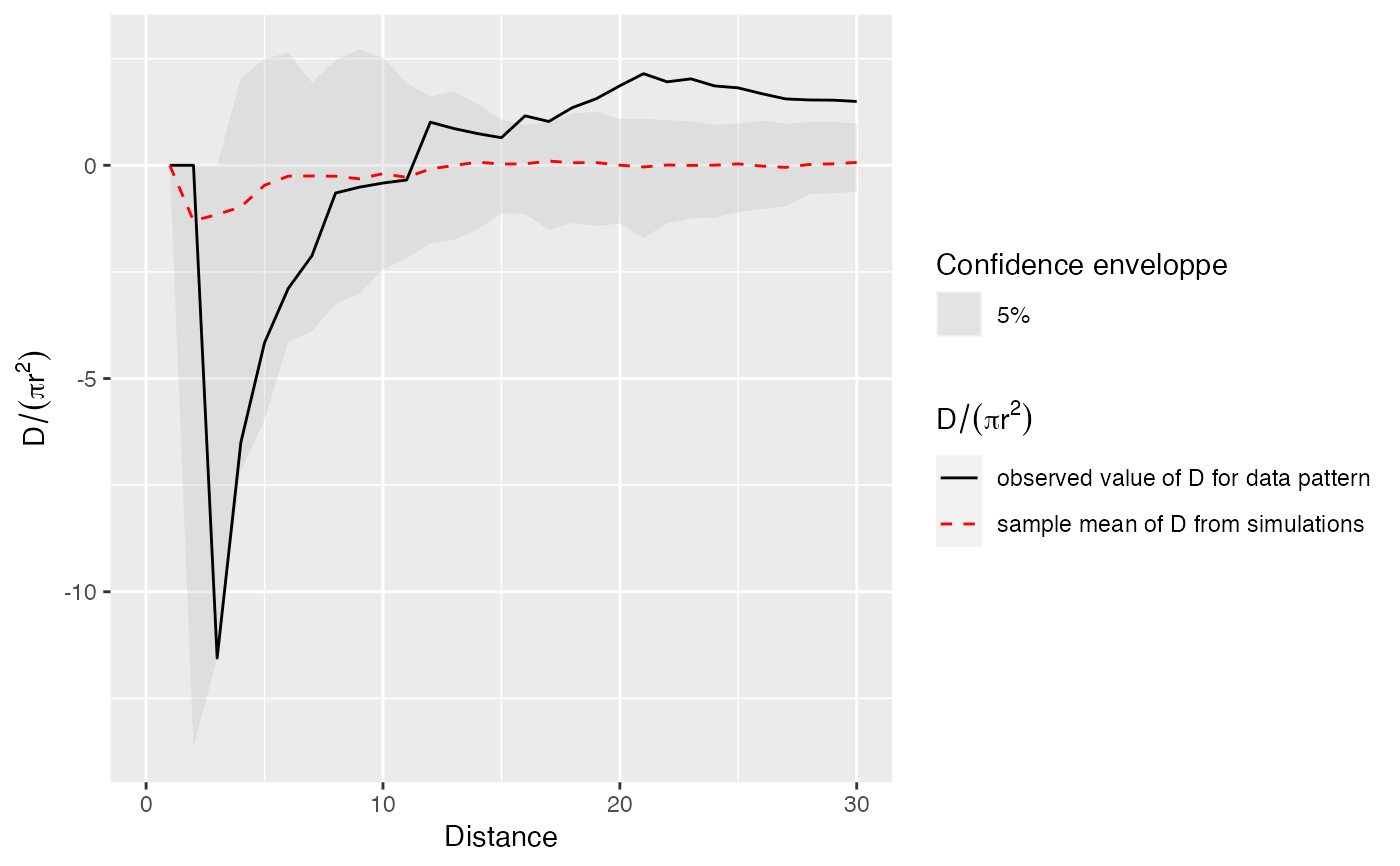 0
-5
-10
D/(πr²)
0
10
20
30
Distance
Confidence enveloppe
5%
D/(πr²)
observed value of D for data pattern
sample mean of D from simulations